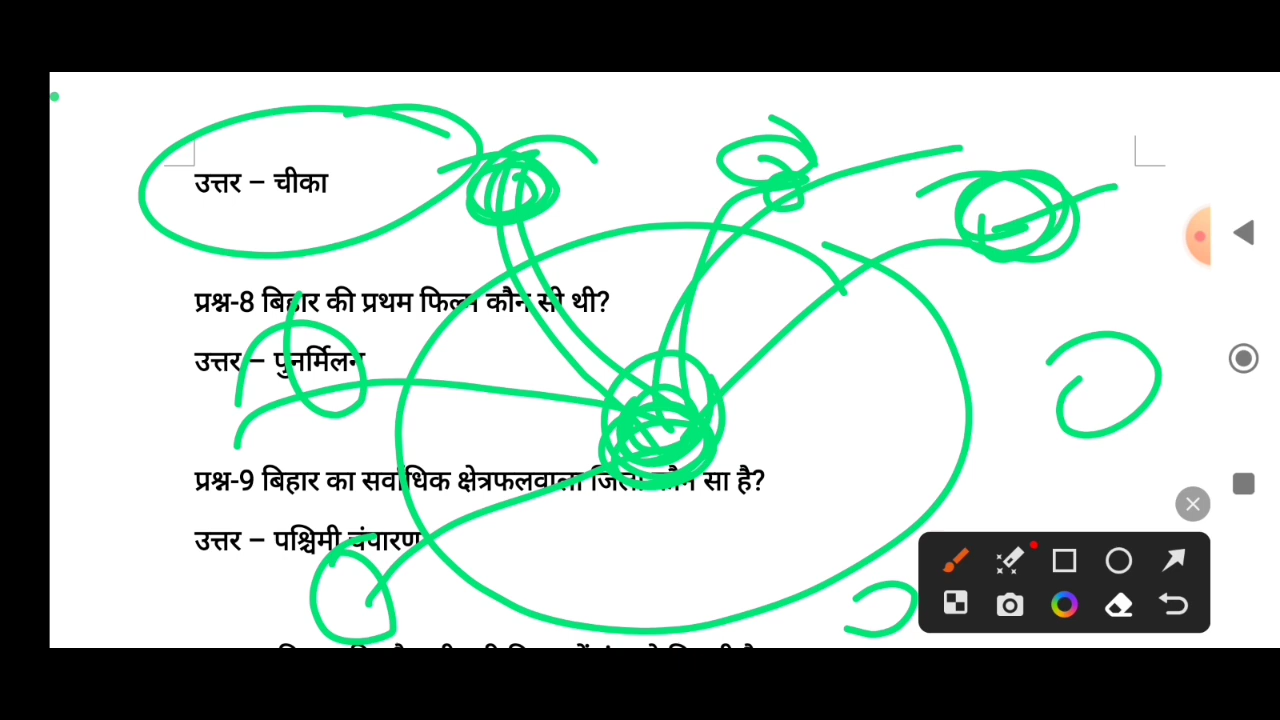 उत्तर – चीका
प्रश्न-8 बिहार की प्रथम फिल्म कौन सी थी?
उत्तर – पुनर्मिलन
प्रश्न-9 बिहार का सर्वाधिक क्षेत्रफलवाला जिला कौन सा है?
उत्तर – पश्चिमी चंपारण